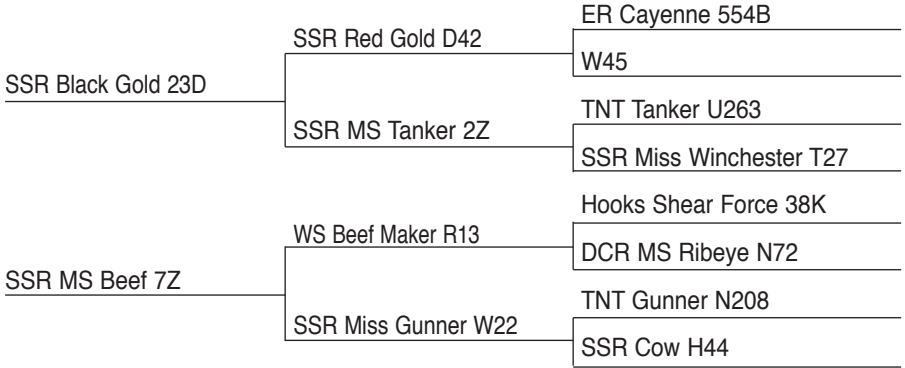 ER Cayenne 554B
SSR Red Gold D42
W45
SSR Black Gold 23D
TNT Tanker U263
SSR MS Tanker 2Z
SSR Miss Winchester T27
Hooks Shear Force 38K
WS Beef Maker R13
DCR MS Ribeye N72
SSR MS Beef 7Z
TNT Gunner N208
SSR Miss Gunner W22
SSR Cow H44